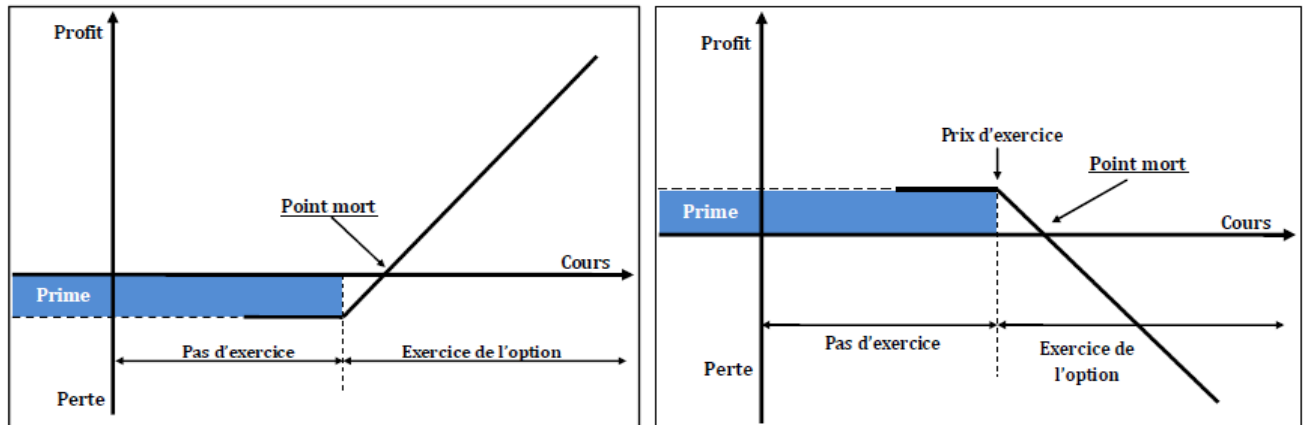 Profit
Point mort
Cours
Prime
Pas d'exercice
Exercice de l'option
Perte
Profit
Prix d'exercice
Point mort
Prime
Cours
Pas d'exercice
Exercice de
l'option
Perte